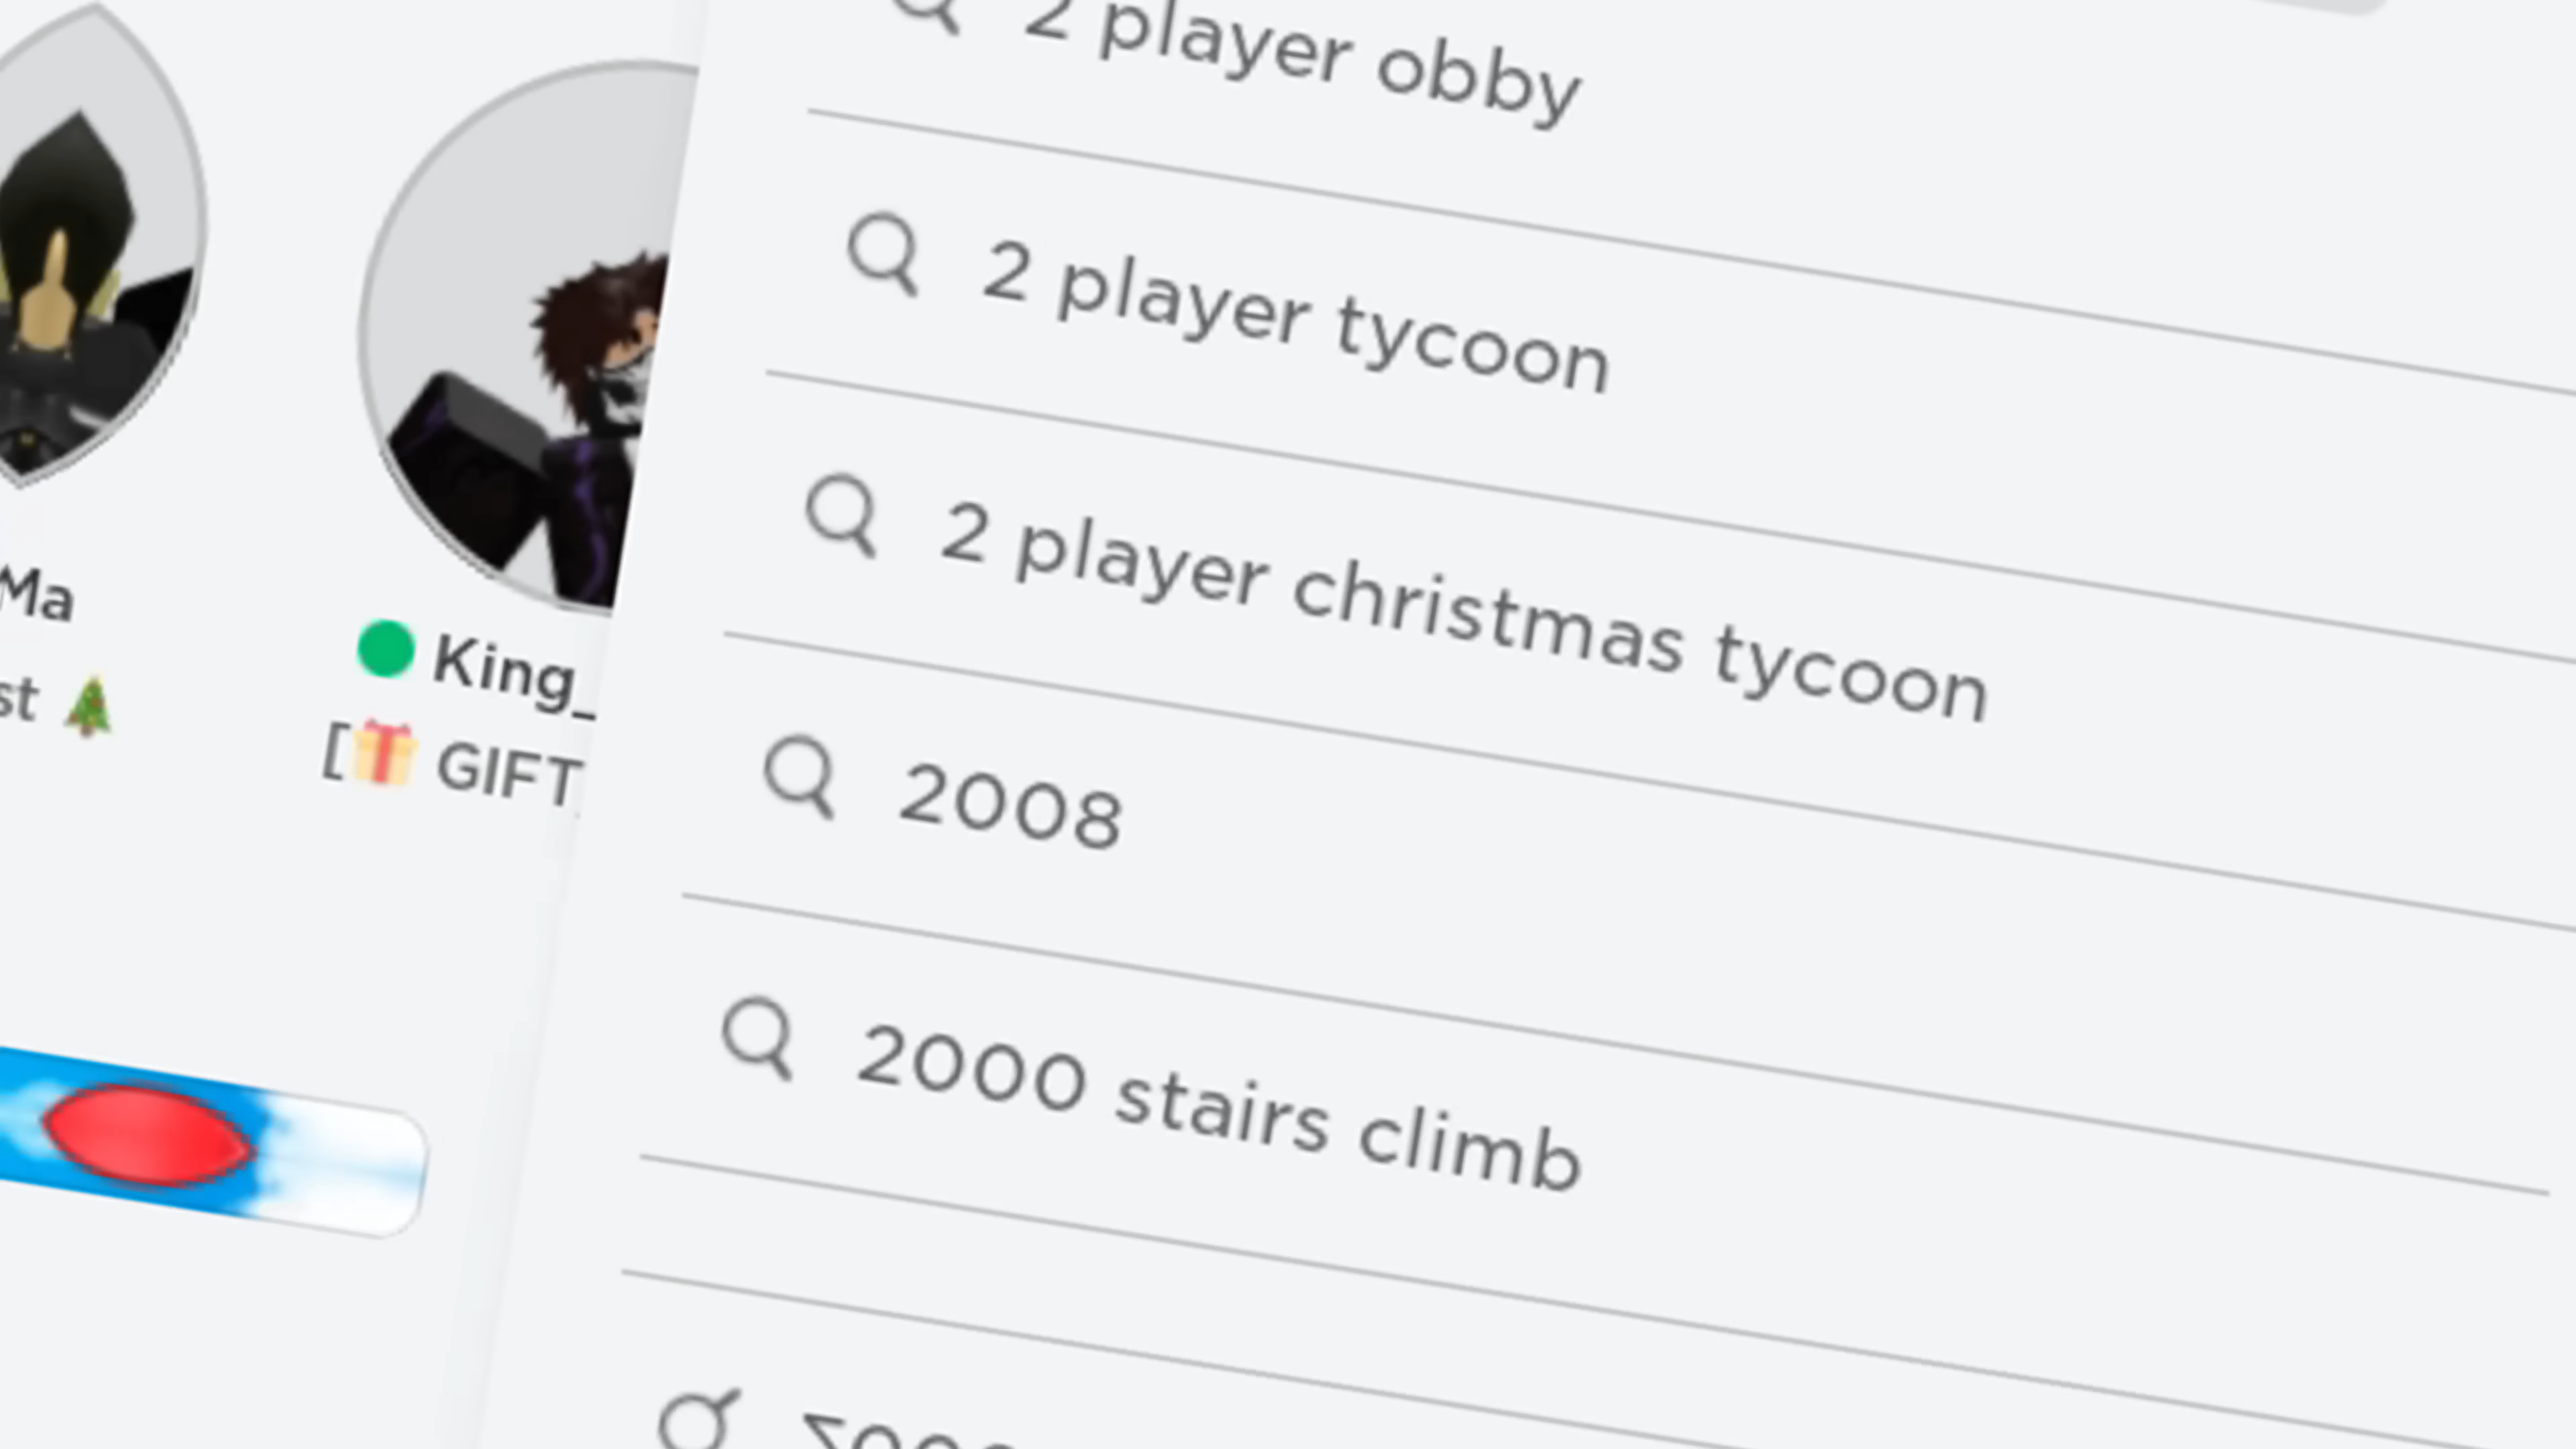 2 player obby
2 player tycoon
2 player christmas tycoon
2008
2000 stairs climb
Ma
st 🎄
King_
[🎁 GIFT